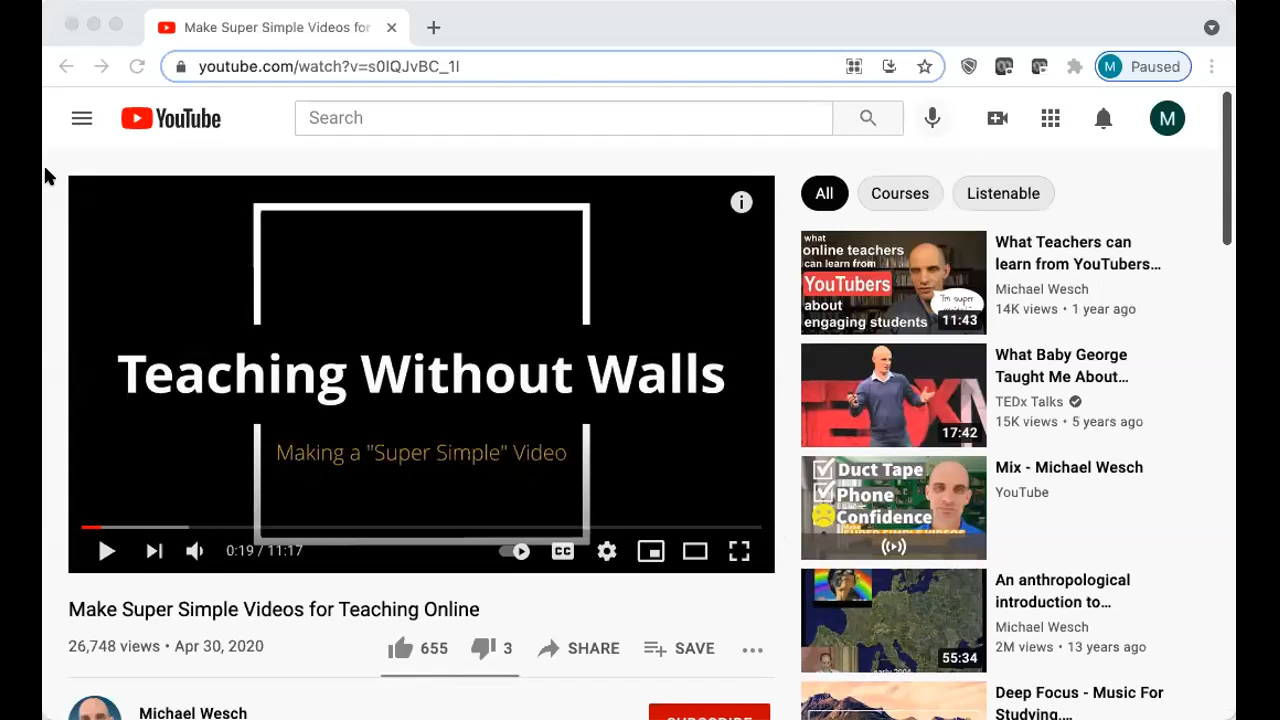 Make Super Simple Videos for
youtube.com/watch?v=s0lQJvBC_1I
M
Paused
YouTube
Search
M
Teaching Without Walls
Making a "Super Simple" Video
0:19 / 11:17
CC
Make Super Simple Videos for Teaching Online
26,748 views • Apr 30, 2020
655
3
SHARE
SAVE
Michael Wesch
All
Courses
Listenable
what
online teachers
can learn from
YouTubers
about
engaging students
I'm super
11:43
What Teachers can
learn from YouTubers…
Michael Wesch
14K views • 1 year ago
17:42
What Baby George
Taught Me About…
TEDx Talks
15K views • 5 years ago
Duct Tape
Phone
Confidence
Mix - Michael Wesch
YouTube
55:34
An anthropological
introduction to…
Michael Wesch
2M views • 13 years ago
Deep Focus - Music For
Studying,…